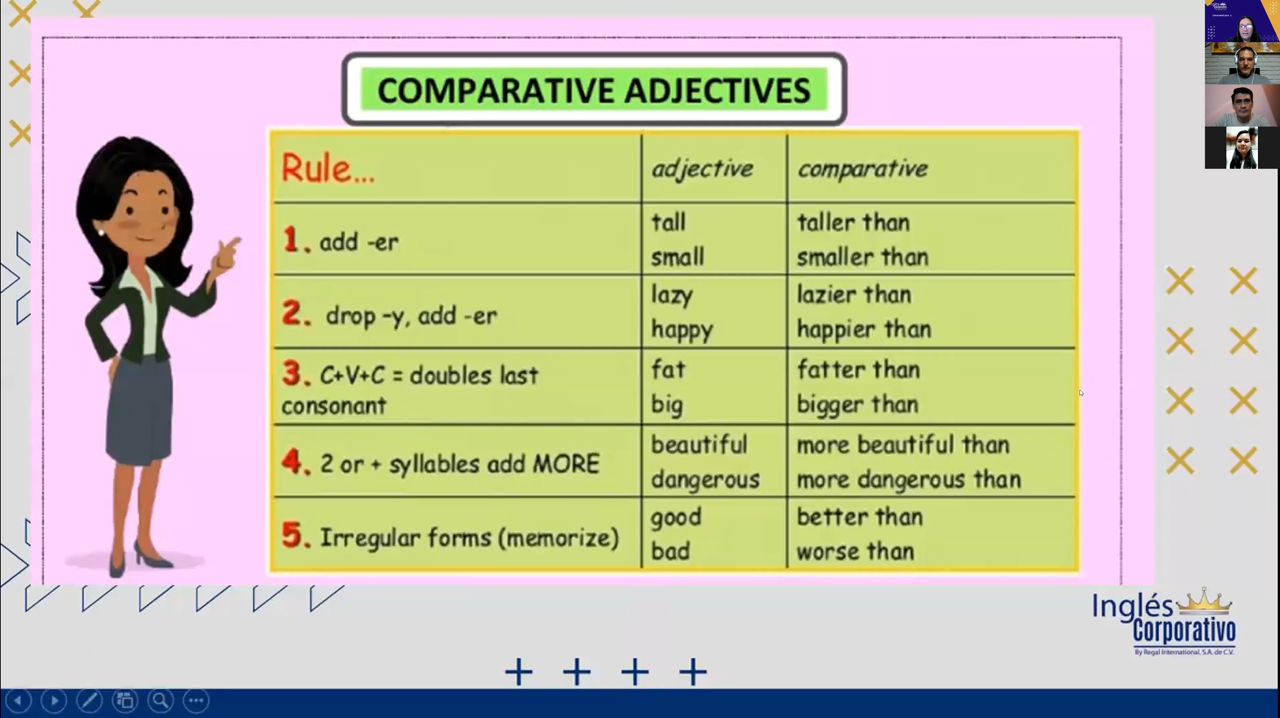 COMPARATIVE ADJECTIVES
Rule... adjective comparative
1. add -er
tall taller than
small smaller than
2. drop -y, add -er
lazy lazier than
happy happier than
3. C+V+C = doubles last
consonant
fat fatter than
big bigger than
4. 2 or + syllables add MORE
beautiful more beautiful than
dangerous more dangerous than
5. Irregular forms (memorize)
good better than
bad worse than
Inglés
Corporativo
By Regal International, S.A. de C.V.